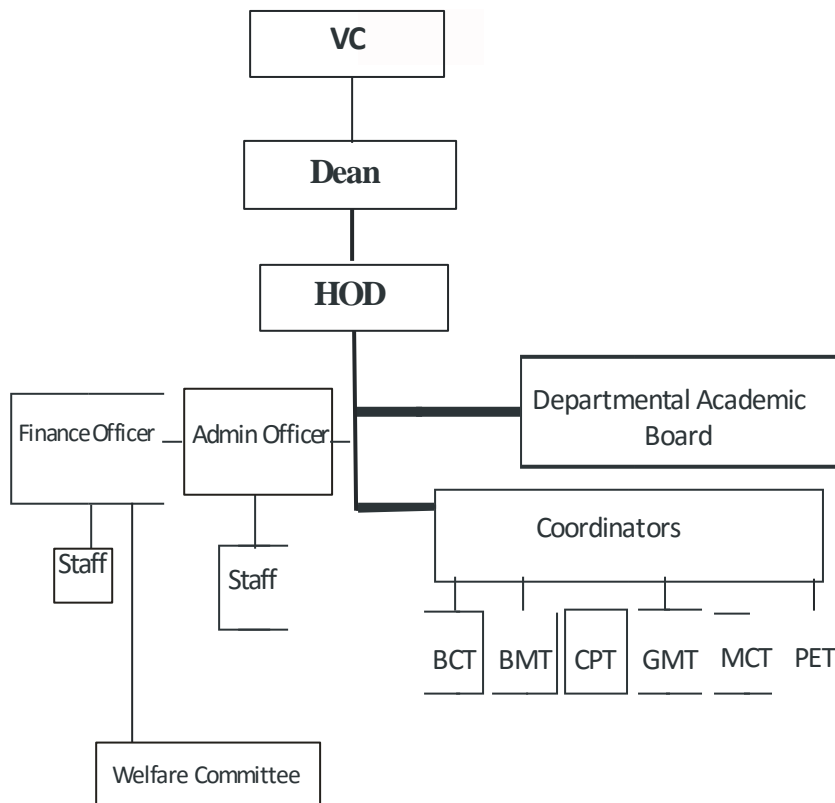 VC
Dean
HOD
Departmental Academic
Board
Finance Officer
Admin Officer
Coordinators
Staff
Staff
BCT
BMT
CPT
GMT
MCT
PET
Welfare Committee